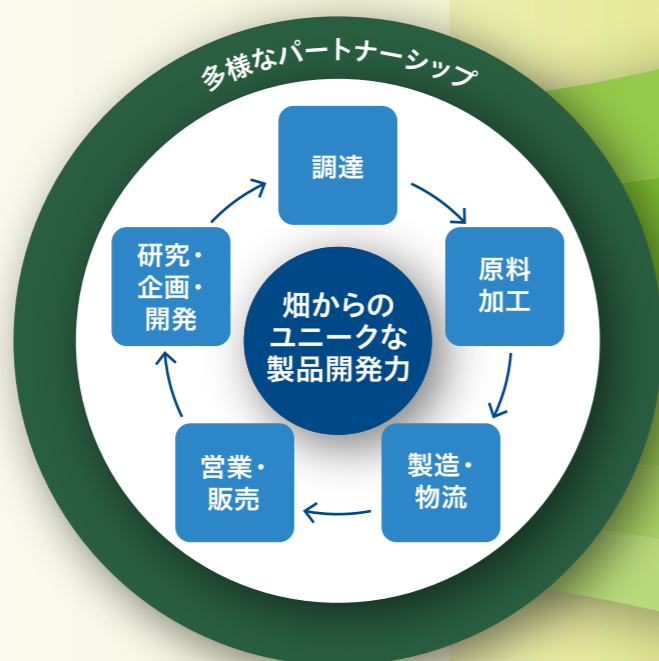 多様なパートナーシップ
調達
原料
加工
製造・
物流
営業・
販売
研究・
企画・
開発
畑からの
ユニークな
製品開発力